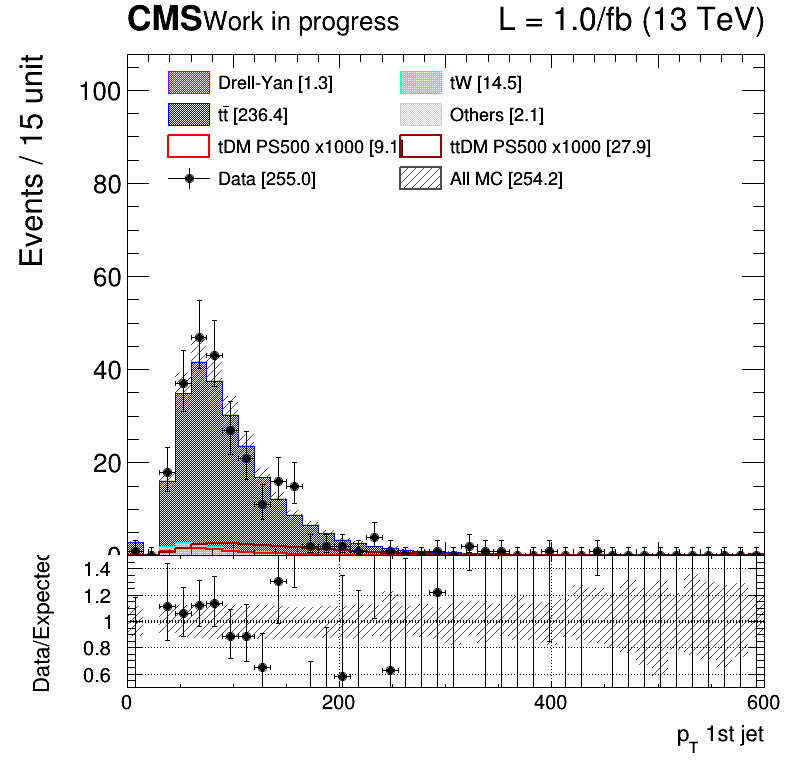 CMS Work in progress L = 1.0/fb (13 TeV)
Drell-Yan [1.3] tW [14.5]
tt̄ [236.4] Others [2.1]
tDM PS500 x1000 [9.1] ttDM PS500 x1000 [27.9]
Data [255.0] All MC [254.2]
Events / 15 unit
100
80
60
40
20
0
Data/Expected
1.4
1.2
1
0.8
0.6
0 200 400 600
p_T 1st jet